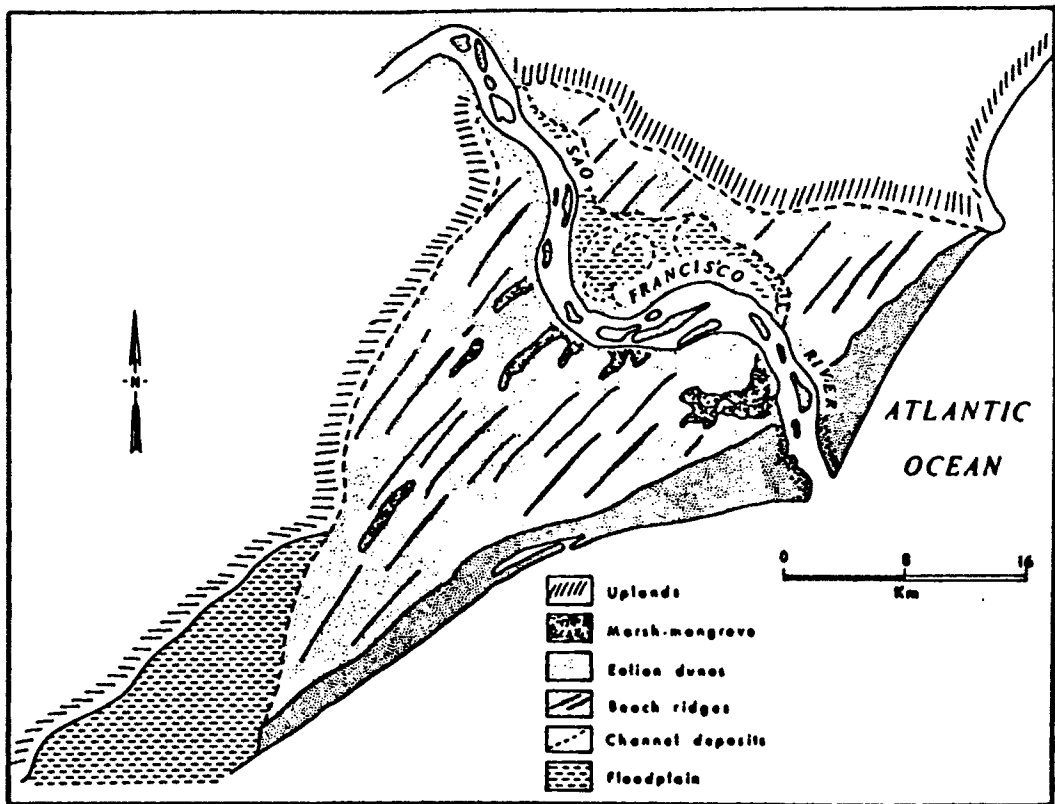 SAO
FRANCISCO
RIVER
-N-
ATLANTIC
OCEAN
0 8 16
Km
Uplands
Marsh-mangrove
Eolian dunes
Beach ridges
Channel deposits
Floodplain